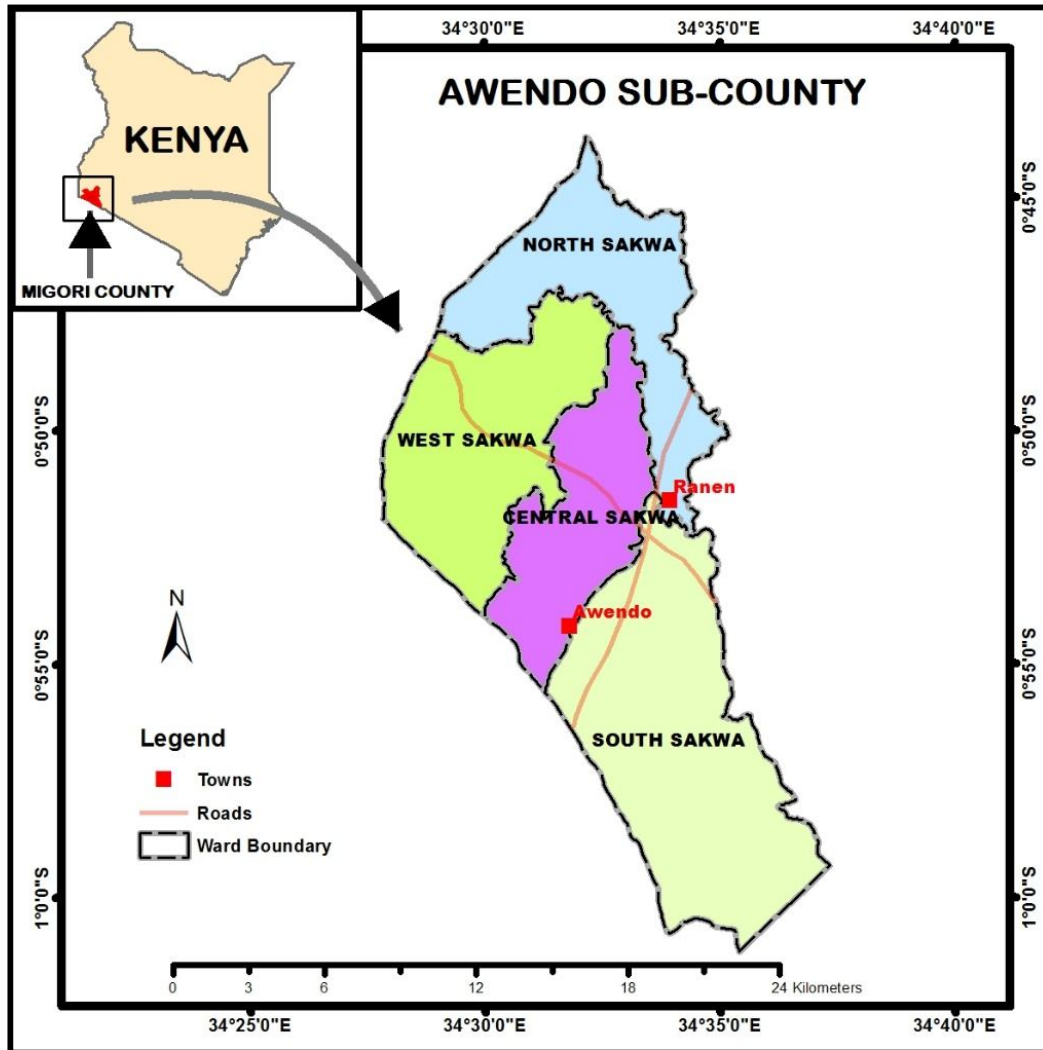 34°30'0"E
34°35'0"E
34°40'0"E
AWENDO SUB-COUNTY
KENYA
MIGORI COUNTY
0°45'0"S
0°45'0"S
NORTH SAKWA
0°50'0"S
WEST SAKWA
0°50'0"S
Ranen
CENTRAL SAKWA
N
Awendo
0°55'0"S
0°55'0"S
SOUTH SAKWA
Legend
Towns
Roads
Ward Boundary
1°0'0"S
1°0'0"S
0 3 6 12 18 24 Kilometers
34°25'0"E
34°30'0"E
34°35'0"E
34°40'0"E